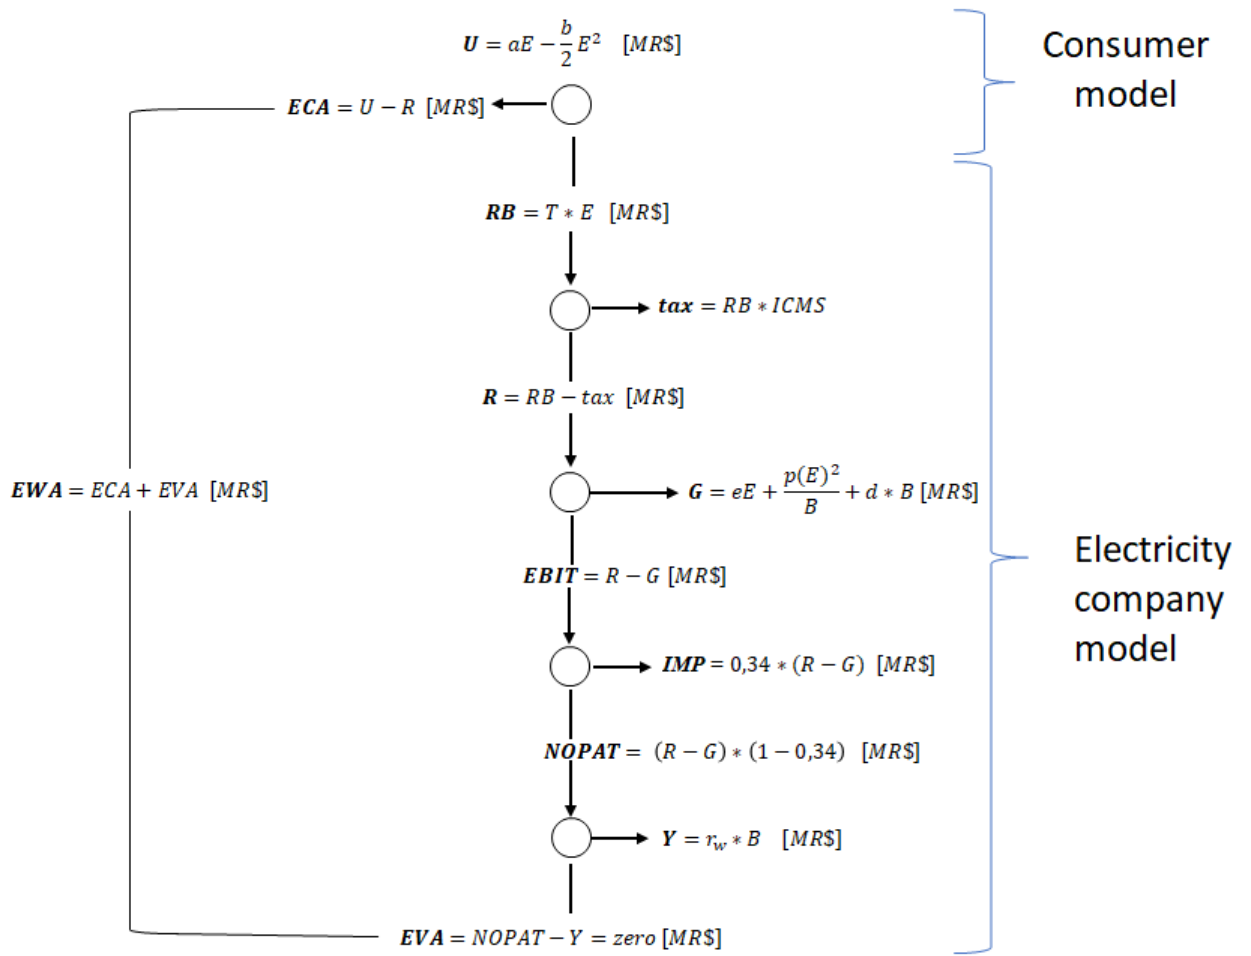 U = aE − b/2 E² [MR$]
Consumer
model
ECA = U − R [MR$]
RB = T ∗ E [MR$]
tax = RB ∗ ICMS
R = RB − tax [MR$]
EWA = ECA + EVA [MR$]
G = eE + p(E)²/B + d ∗ B [MR$]
EBIT = R − G [MR$]
Electricity
company
model
IMP = 0,34 ∗ (R − G) [MR$]
NOPAT = (R − G) ∗ (1 − 0,34) [MR$]
Y = r_w ∗ B [MR$]
EVA = NOPAT − Y = zero [MR$]